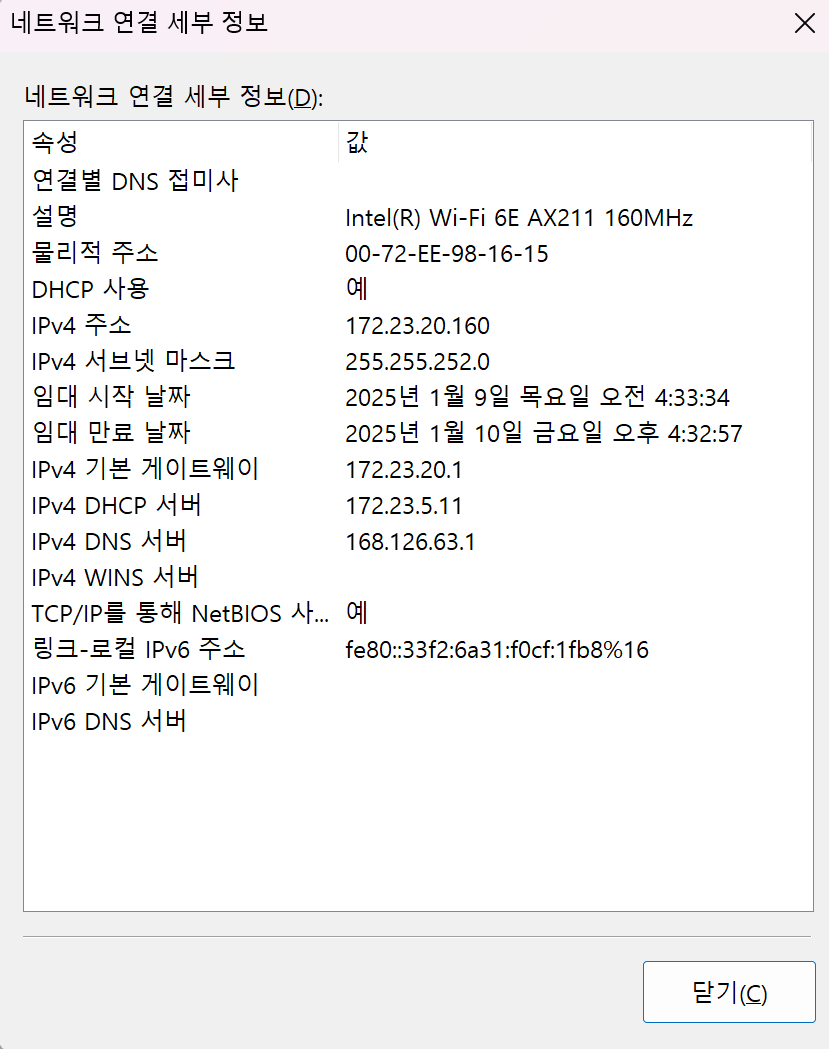 네트워크 연결 세부 정보
네트워크 연결 세부 정보(D):
속성 값
연결별 DNS 접미사
설명 Intel(R) Wi-Fi 6E AX211 160MHz
물리적 주소 00-72-EE-98-16-15
DHCP 사용 예
IPv4 주소 172.23.20.160
IPv4 서브넷 마스크 255.255.252.0
임대 시작 날짜 2025년 1월 9일 목요일 오전 4:33:34
임대 만료 날짜 2025년 1월 10일 금요일 오후 4:32:57
IPv4 기본 게이트웨이 172.23.20.1
IPv4 DHCP 서버 172.23.5.11
IPv4 DNS 서버 168.126.63.1
IPv4 WINS 서버
TCP/IP를 통해 NetBIOS 사... 예
링크-로컬 IPv6 주소 fe80::33f2:6a31:f0cf:1fb8%16
IPv6 기본 게이트웨이
IPv6 DNS 서버
닫기(C)